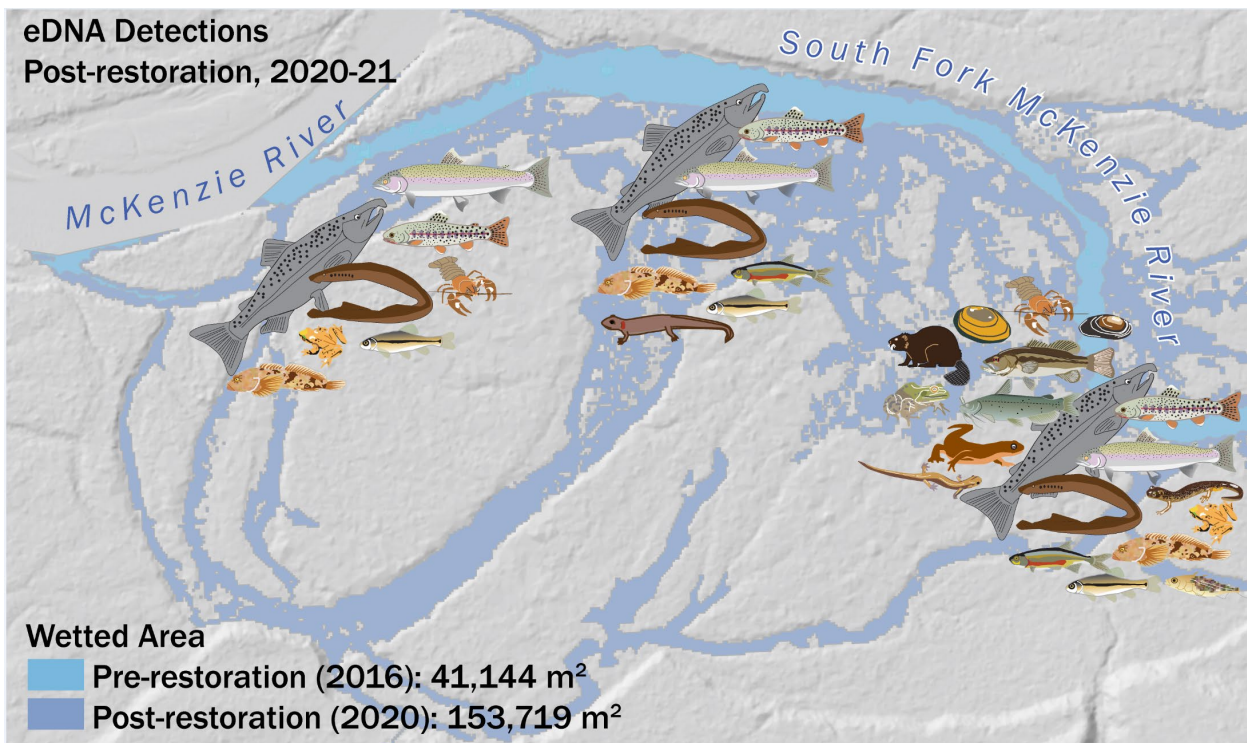 eDNA Detections
Post-restoration, 2020-21
McKenzie River
South Fork McKenzie River
Wetted Area
Pre-restoration (2016): 41,144 m²
Post-restoration (2020): 153,719 m²